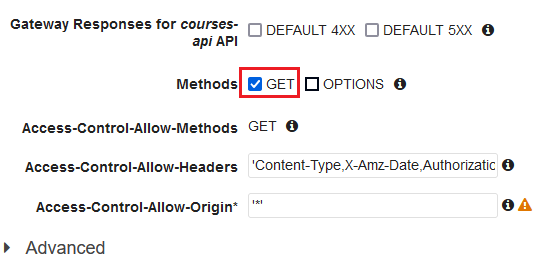 Gateway Responses for courses-api API DEFAULT 4XX DEFAULT 5XX
Methods GET OPTIONS
Access-Control-Allow-Methods GET
Access-Control-Allow-Headers 'Content-Type,X-Amz-Date,Authorizatic
Access-Control-Allow-Origin* '*'
Advanced